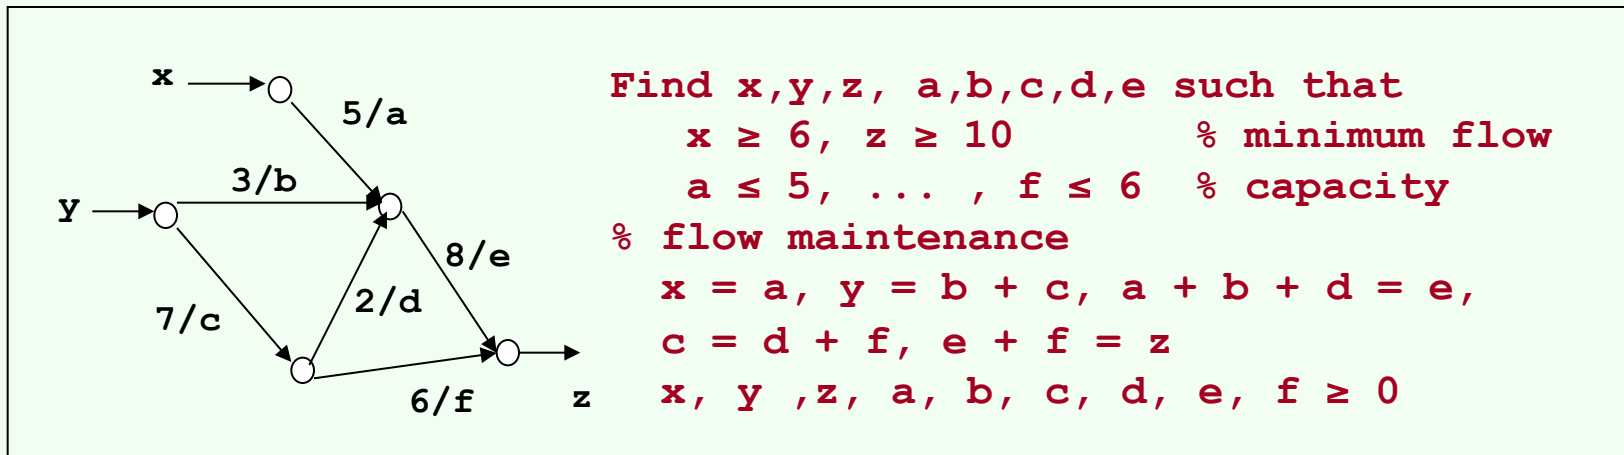 x
5/a
3/b
y
8/e
2/d
7/c
6/f
z
Find x,y,z, a,b,c,d,e such that
x ≥ 6, z ≥ 10 % minimum flow
a ≤ 5, ... , f ≤ 6 % capacity
% flow maintenance
x = a, y = b + c, a + b + d = e,
c = d + f, e + f = z
x, y ,z, a, b, c, d, e, f ≥ 0